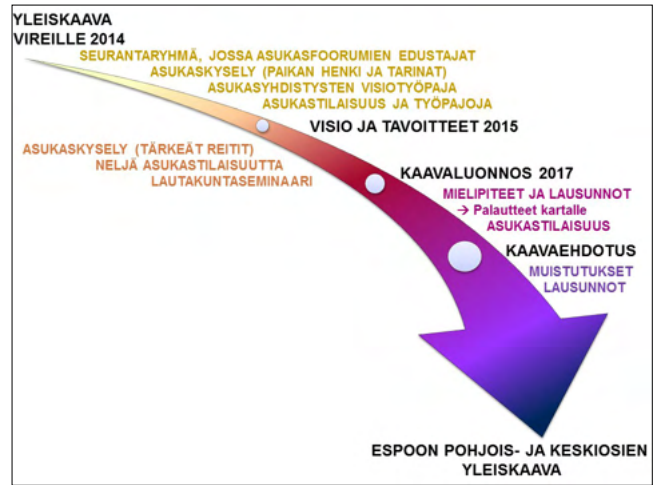 YLEISKAAVA
VIREILLE 2014
SEURANTARYHMÄ, JOSSA ASUKASFOORUMIEN EDUSTAJAT
ASUKASKYSELY (PAIKAN HENKI JA TARINAT)
ASUKASYHDISTYSTEN VISIOTYÖPAJA
ASUKASTILAISUUS JA TYÖPAJOJA
VISIO JA TAVOITTEET 2015
ASUKASKYSELY (TÄRKEÄT REITIT)
NELJÄ ASUKASTILAISUUTTA
LAUTAKUNTASEMINAARI
KAAVALUONNOS 2017
MIELIPITEET JA LAUSUNNOT
→ Palautteet kartalle
ASUKASTILAISUUS
KAAVAEHDOTUS
MUISTUTUKSET
LAUSUNNOT
ESPOON POHJOIS- JA KESKIOSIEN
YLEISKAAVA